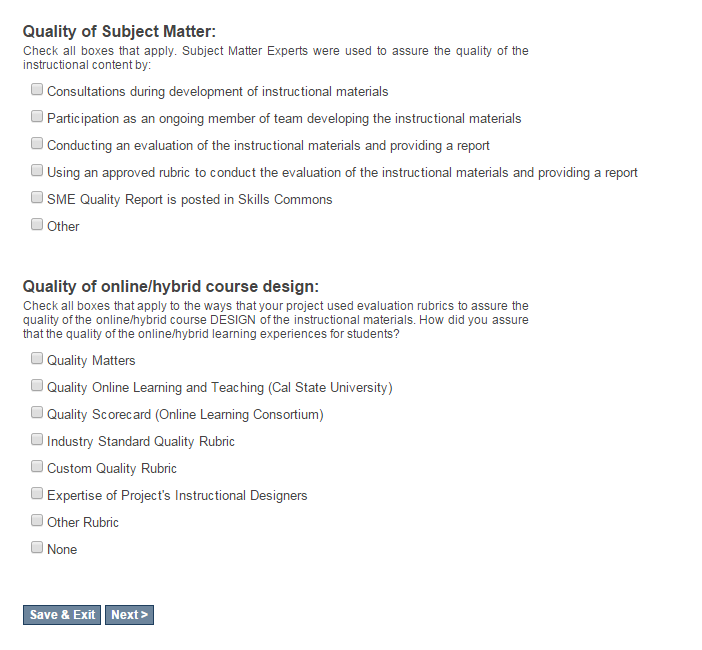 Quality of Subject Matter:
Check all boxes that apply. Subject Matter Experts were used to assure the quality of the
instructional content by:
Consultations during development of instructional materials
Participation as an ongoing member of team developing the instructional materials
Conducting an evaluation of the instructional materials and providing a report
Using an approved rubric to conduct the evaluation of the instructional materials and providing a report
SME Quality Report is posted in Skills Commons
Other
Quality of online/hybrid course design:
Check all boxes that apply to the ways that your project used evaluation rubrics to assure the
quality of the online/hybrid course DESIGN of the instructional materials. How did you assure
that the quality of the online/hybrid learning experiences for students?
Quality Matters
Quality Online Learning and Teaching (Cal State University)
Quality Scorecard (Online Learning Consortium)
Industry Standard Quality Rubric
Custom Quality Rubric
Expertise of Project's Instructional Designers
Other Rubric
None
Save & Exit Next >